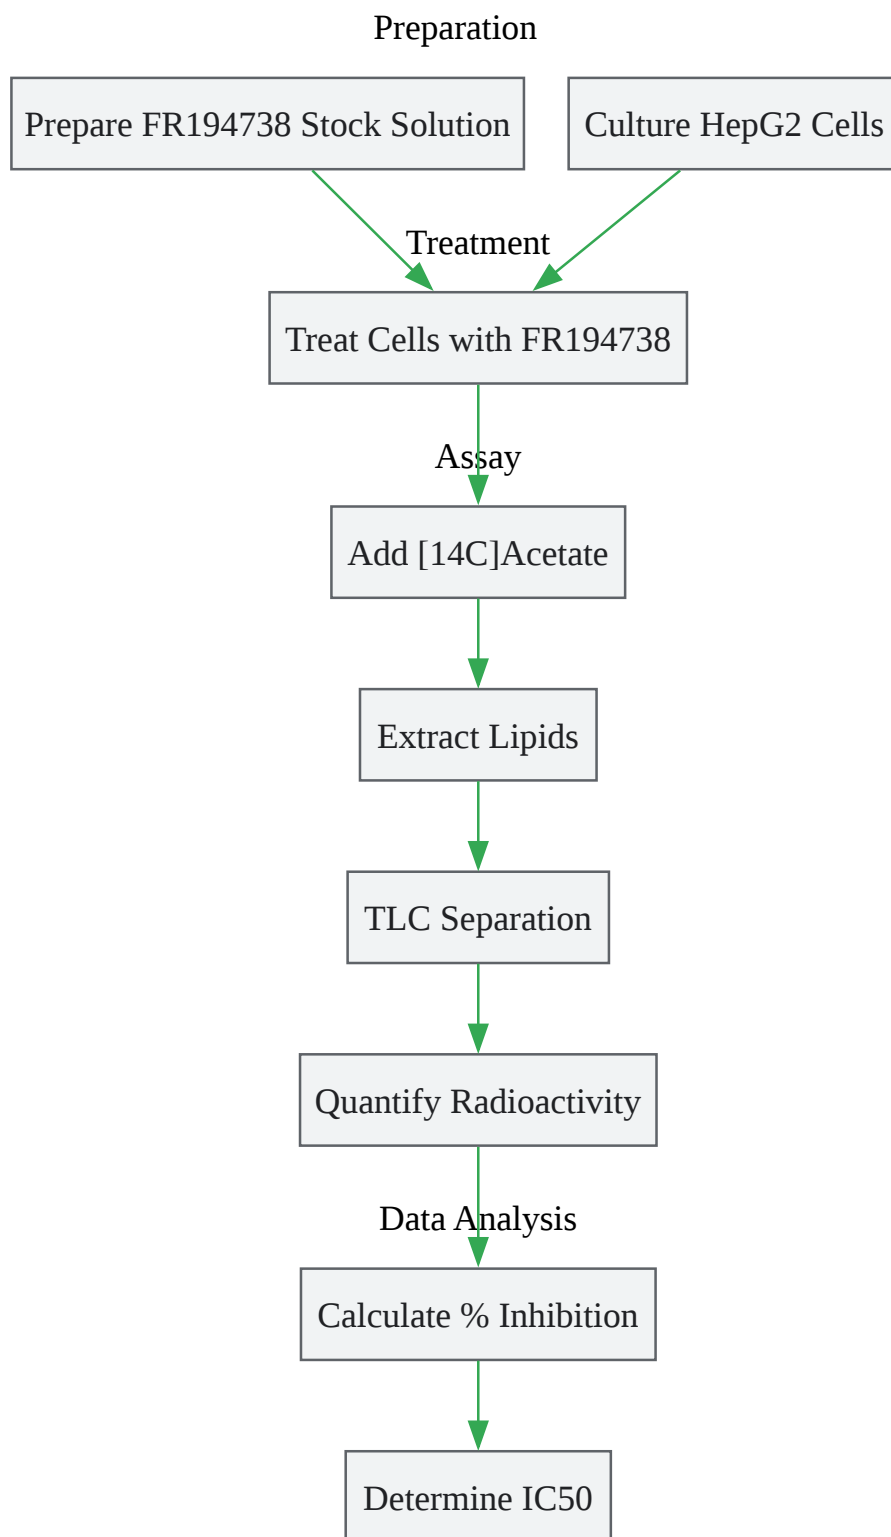 Preparation
Prepare FR194738 Stock Solution
Culture HepG2 Cells
Treatment
Treat Cells with FR194738
Assay
Add [14C]Acetate
Extract Lipids
TLC Separation
Quantify Radioactivity
Data Analysis
Calculate % Inhibition
Determine IC50